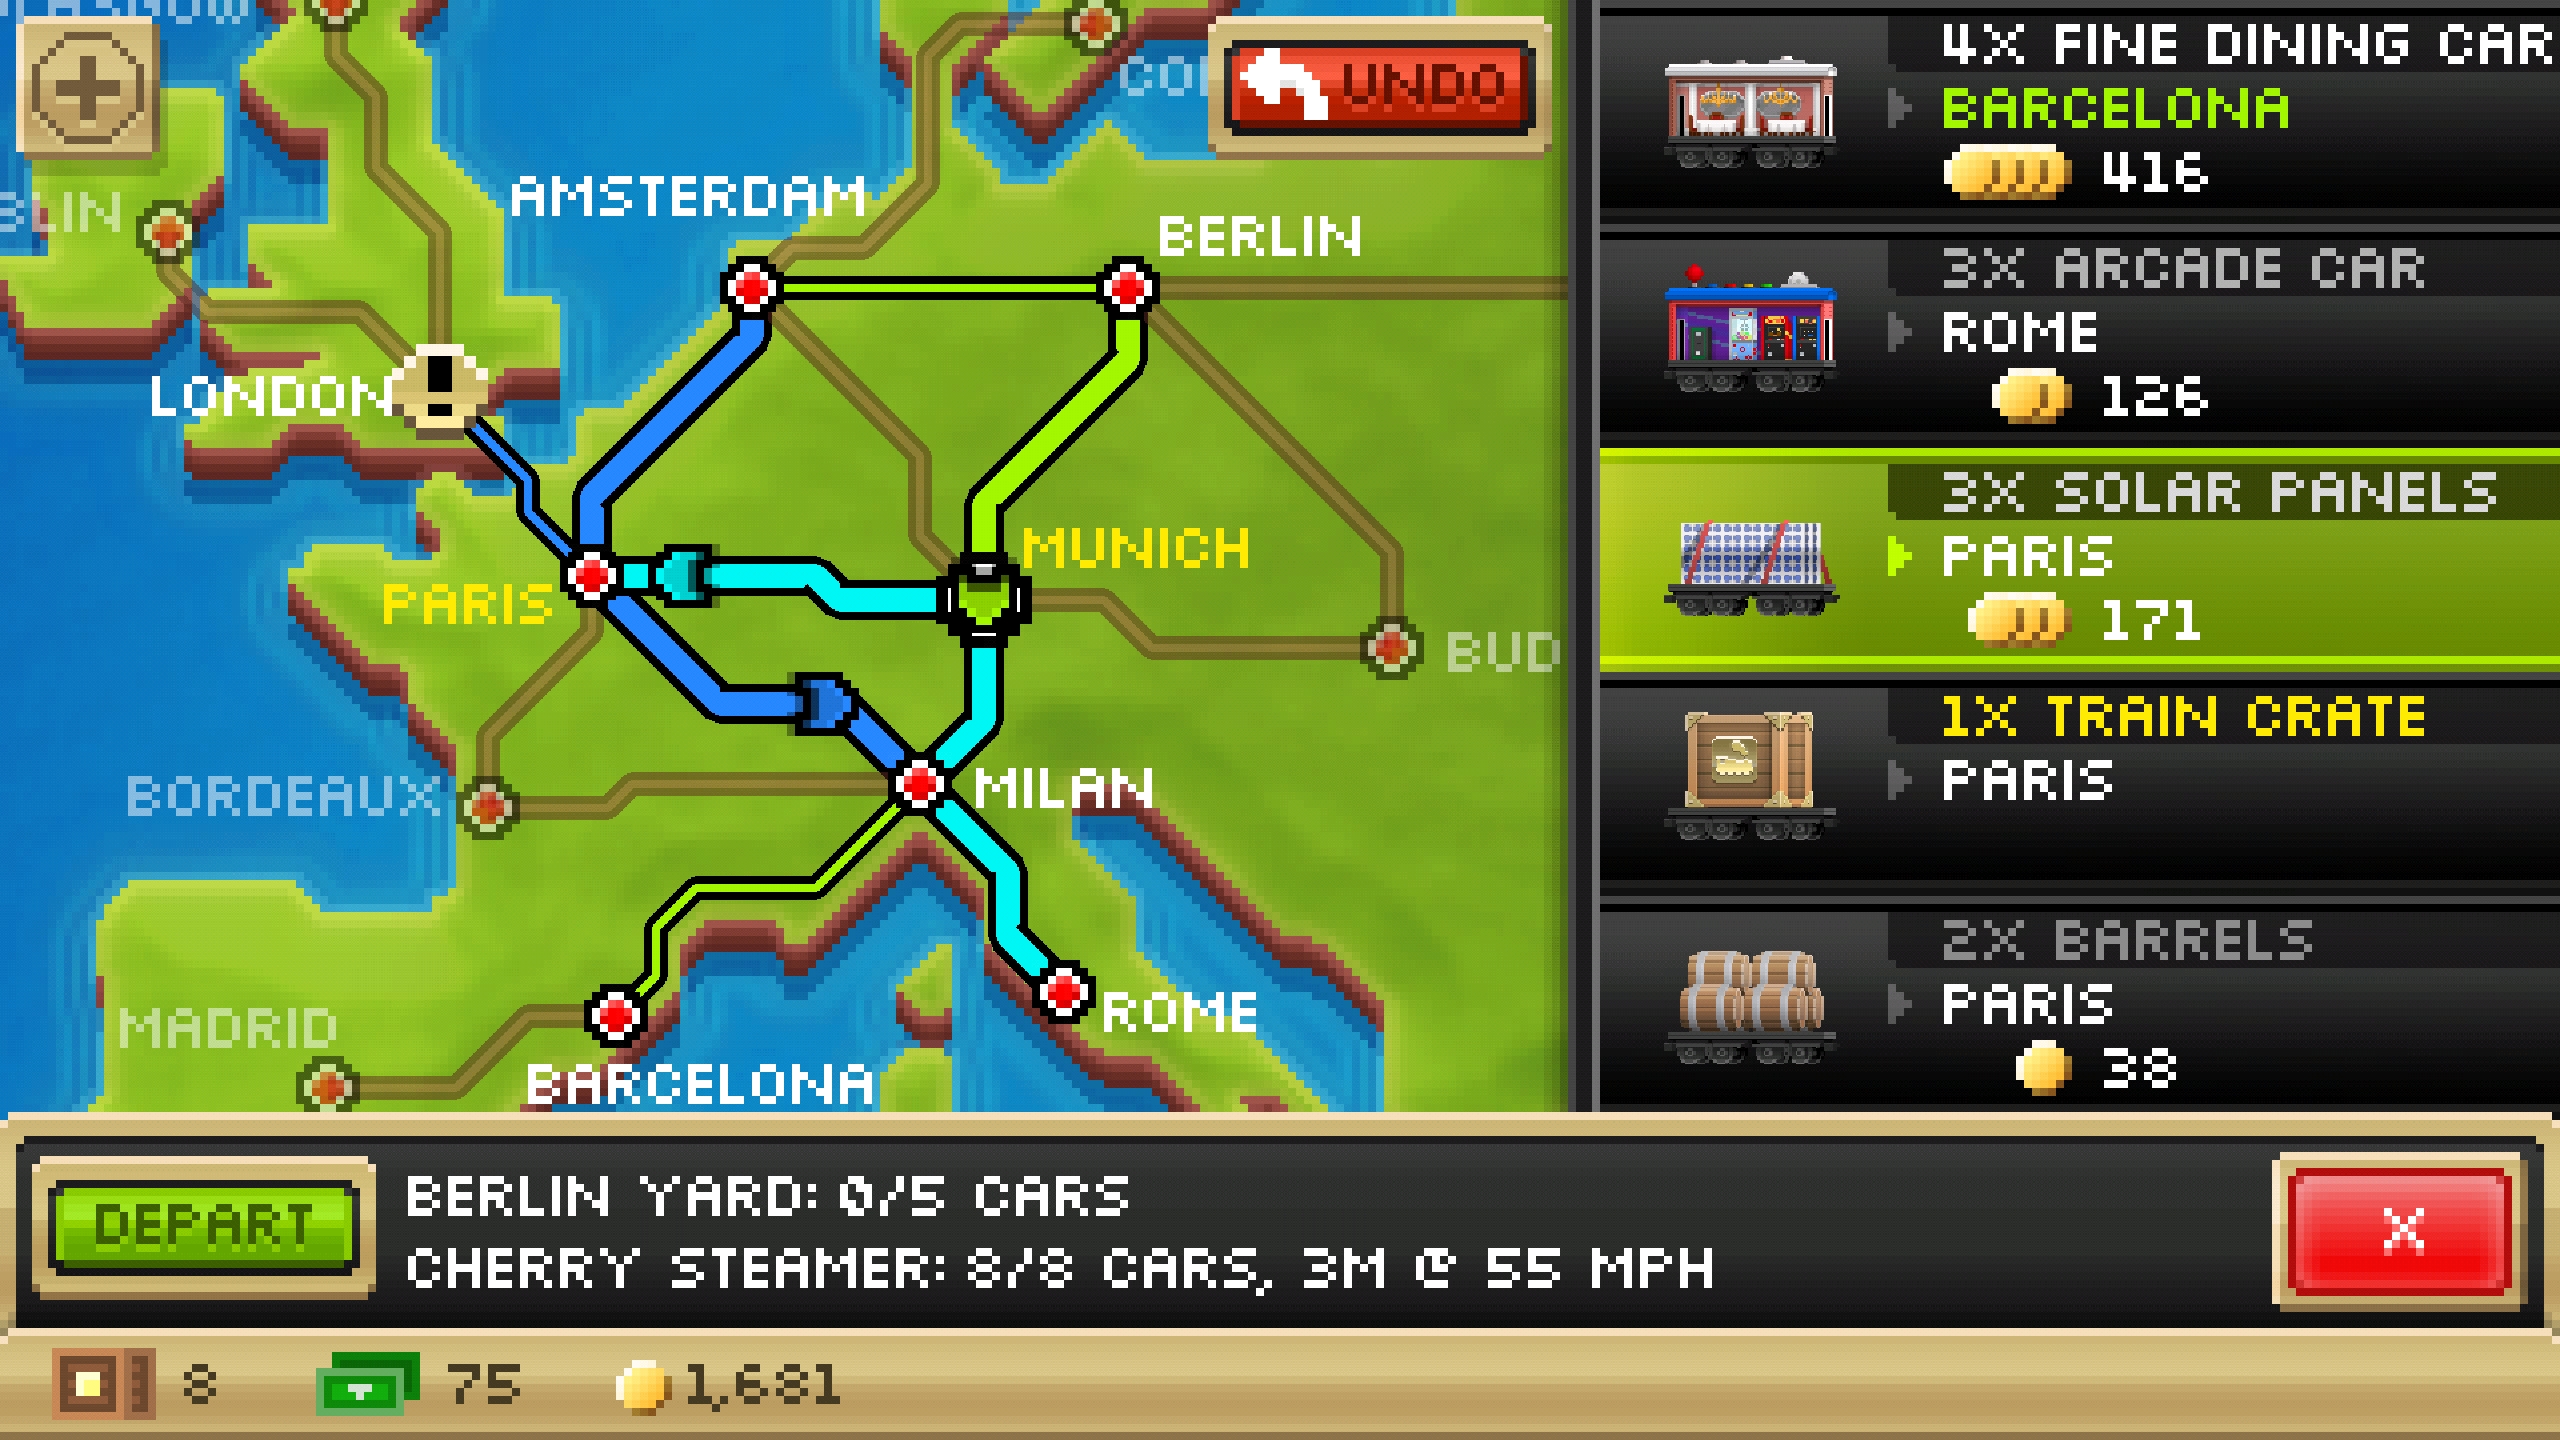 UNDO
AMSTERDAM
BERLIN
BLIN
LONDON
MUNICH
PARIS
BUD
BORDEAUX
MILAN
MADRID
ROME
BARCELONA
4X FINE DINING CAR
BARCELONA
416
3X ARCADE CAR
ROME
126
3X SOLAR PANELS
PARIS
171
1X TRAIN CRATE
PARIS
2X BARRELS
PARIS
38
DEPART
BERLIN YARD: 0/5 CARS
CHERRY STEAMER: 8/8 CARS, 3M @ 55 MPH
X
8
75
1,681